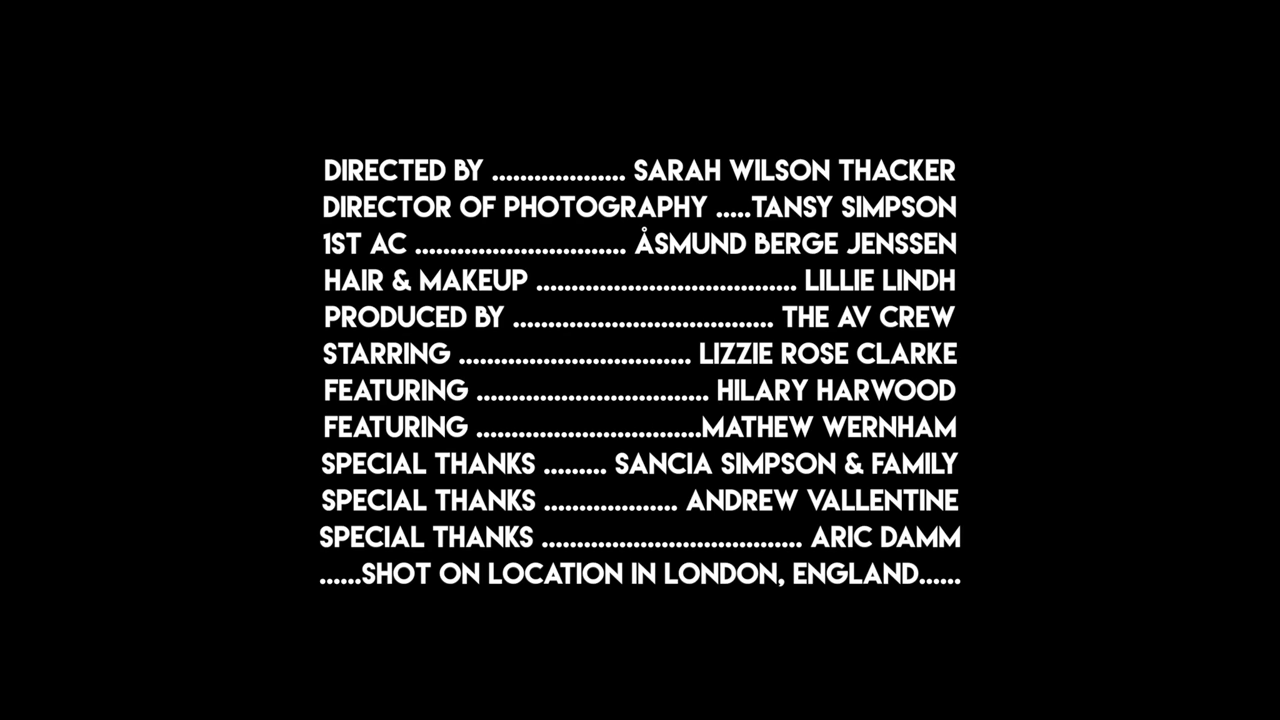 DIRECTED BY ................... SARAH WILSON THACKER
DIRECTOR OF PHOTOGRAPHY .....TANSY SIMPSON
1ST AC .............................. ÅSMUND BERGE JENSSEN
HAIR & MAKEUP ..................................... LILLIE LINDH
PRODUCED BY ..................................... THE AV CREW
STARRING ................................. LIZZIE ROSE CLARKE
FEATURING ................................. HILARY HARWOOD
FEATURING ................................MATHEW WERNHAM
SPECIAL THANKS ......... SANCIA SIMPSON & FAMILY
SPECIAL THANKS ................... ANDREW VALLENTINE
SPECIAL THANKS ..................................... ARIC DAMM
......SHOT ON LOCATION IN LONDON, ENGLAND......